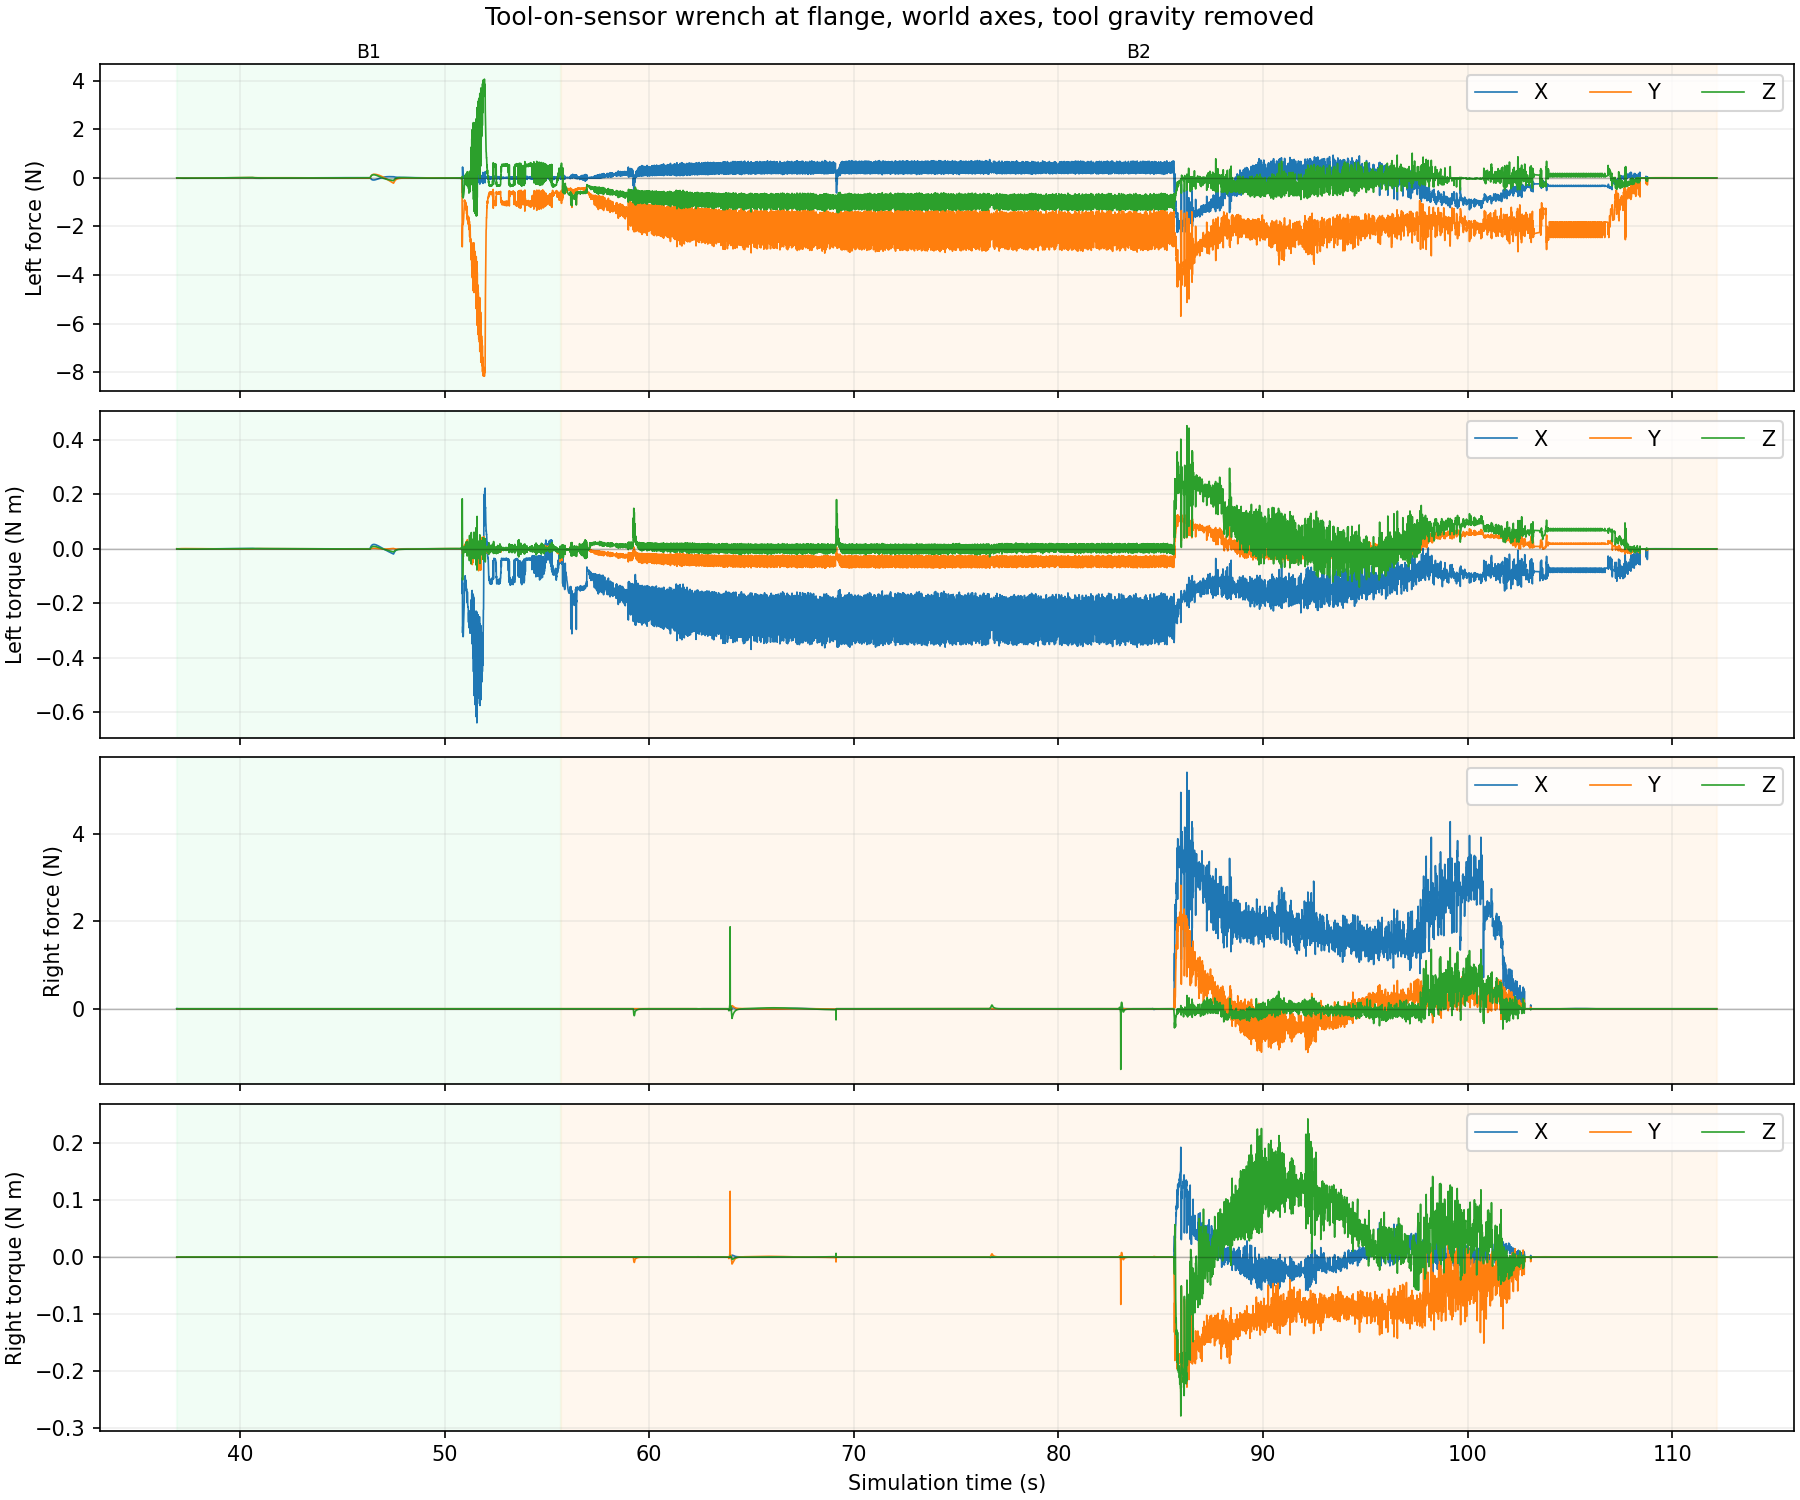 Tool-on-sensor wrench at flange, world axes, tool gravity removed
B1 B2
X Y Z
4
2
0
−2
−4
−6
−8
Left force (N)
X Y Z
0.4
0.2
0.0
−0.2
−0.4
−0.6
Left torque (N m)
X Y Z
4
2
0
Right force (N)
X Y Z
0.2
0.1
0.0
−0.1
−0.2
−0.3
Right torque (N m)
40 50 60 70 80 90 100 110
Simulation time (s)